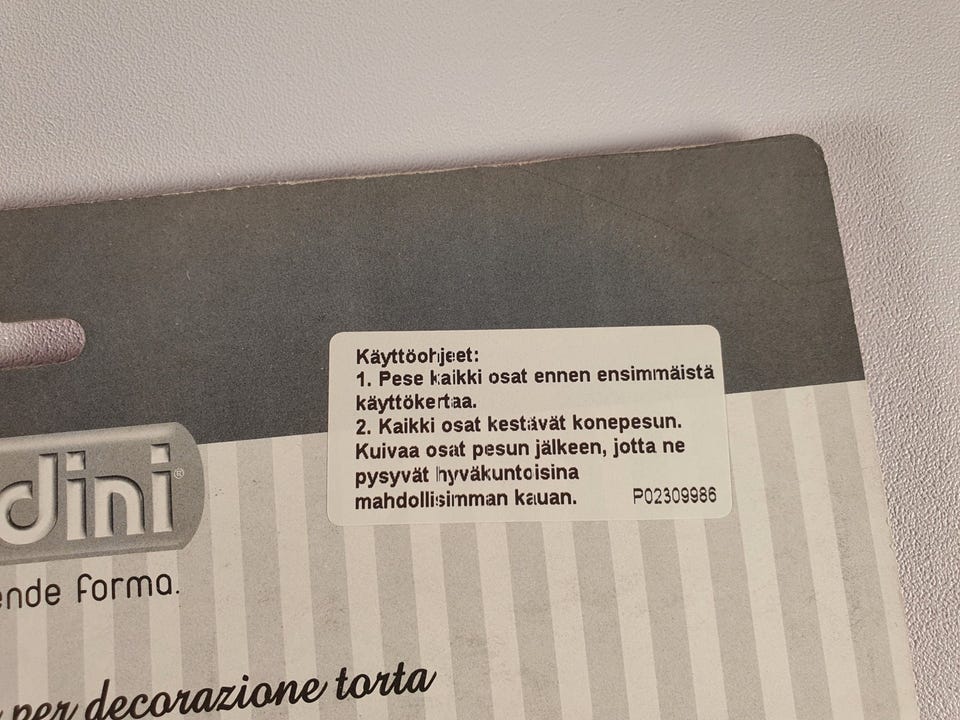 Käyttöohjeet:
1. Pese kaikki osat ennen ensimmäistä
käyttökertaa.
2. Kaikki osat kestävät konepesun.
Kuivaa osat pesun jälkeen, jotta ne
pysyvät hyväkuntoisina
mahdollisimman kauan. P02309986
dini®
forma.
per decorazione torta